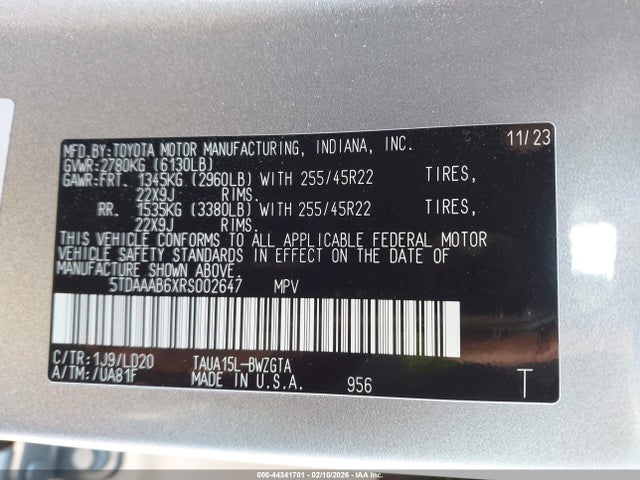 MFD.BY:TOYOTA MOTOR MANUFACTURING, INDIANA, INC. 11/23
GVWR:2780KG (6130LB)
GAWR:FRT. 1345KG (2960LB) WITH 255/45R22 TIRES,
22X9J RIMS.
RR. 1535KG (3380LB) WITH 255/45R22 TIRES,
22X9J RIMS.
THIS VEHICLE CONFORMS TO ALL APPLICABLE FEDERAL MOTOR
VEHICLE SAFETY STANDARDS IN EFFECT ON THE DATE OF
MANUFACTURE SHOWN ABOVE.
5TDAAAB6XRS002647 MPV
C/TR:1J9/LD20 TAUA15L-BWZGTA
A/TM:/UA81F MADE IN U.S.A. 956 T
000-44341701 - 02/10/2026 - IAA Inc.